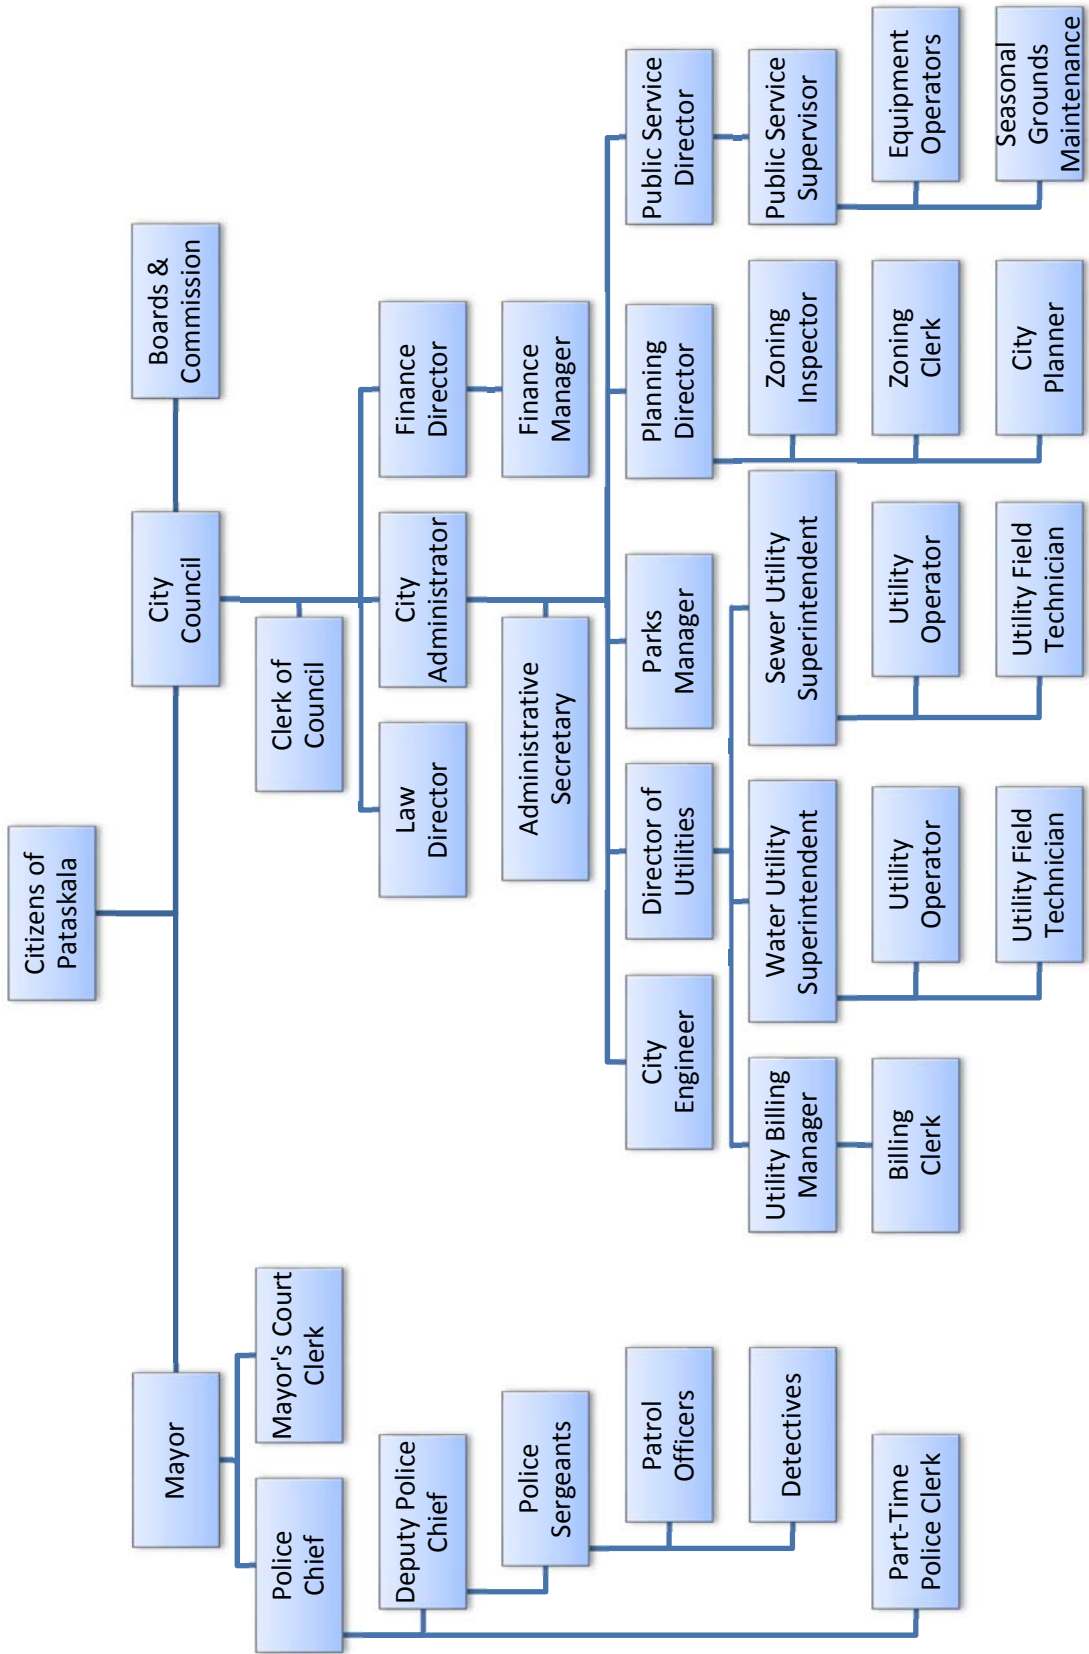 Citizens of
Pataskala
Mayor
City
Council
Boards &
Commission
Police
Chief
Mayor's Court
Clerk
Clerk of
Council
Deputy Police
Chief
Law
Director
City
Administrator
Finance
Director
Police
Sergeants
Administrative
Secretary
Finance
Manager
Patrol
Officers
City
Engineer
Director of
Utilities
Parks
Manager
Planning
Director
Public Service
Director
Detectives
Utility Billing
Manager
Water Utility
Superintendent
Sewer Utility
Superintendent
Zoning
Inspector
Public Service
Supervisor
Part-Time
Police Clerk
Billing
Clerk
Utility
Operator
Utility
Operator
Zoning
Clerk
Equipment
Operators
Utility Field
Technician
Utility Field
Technician
City
Planner
Seasonal
Grounds
Maintenance